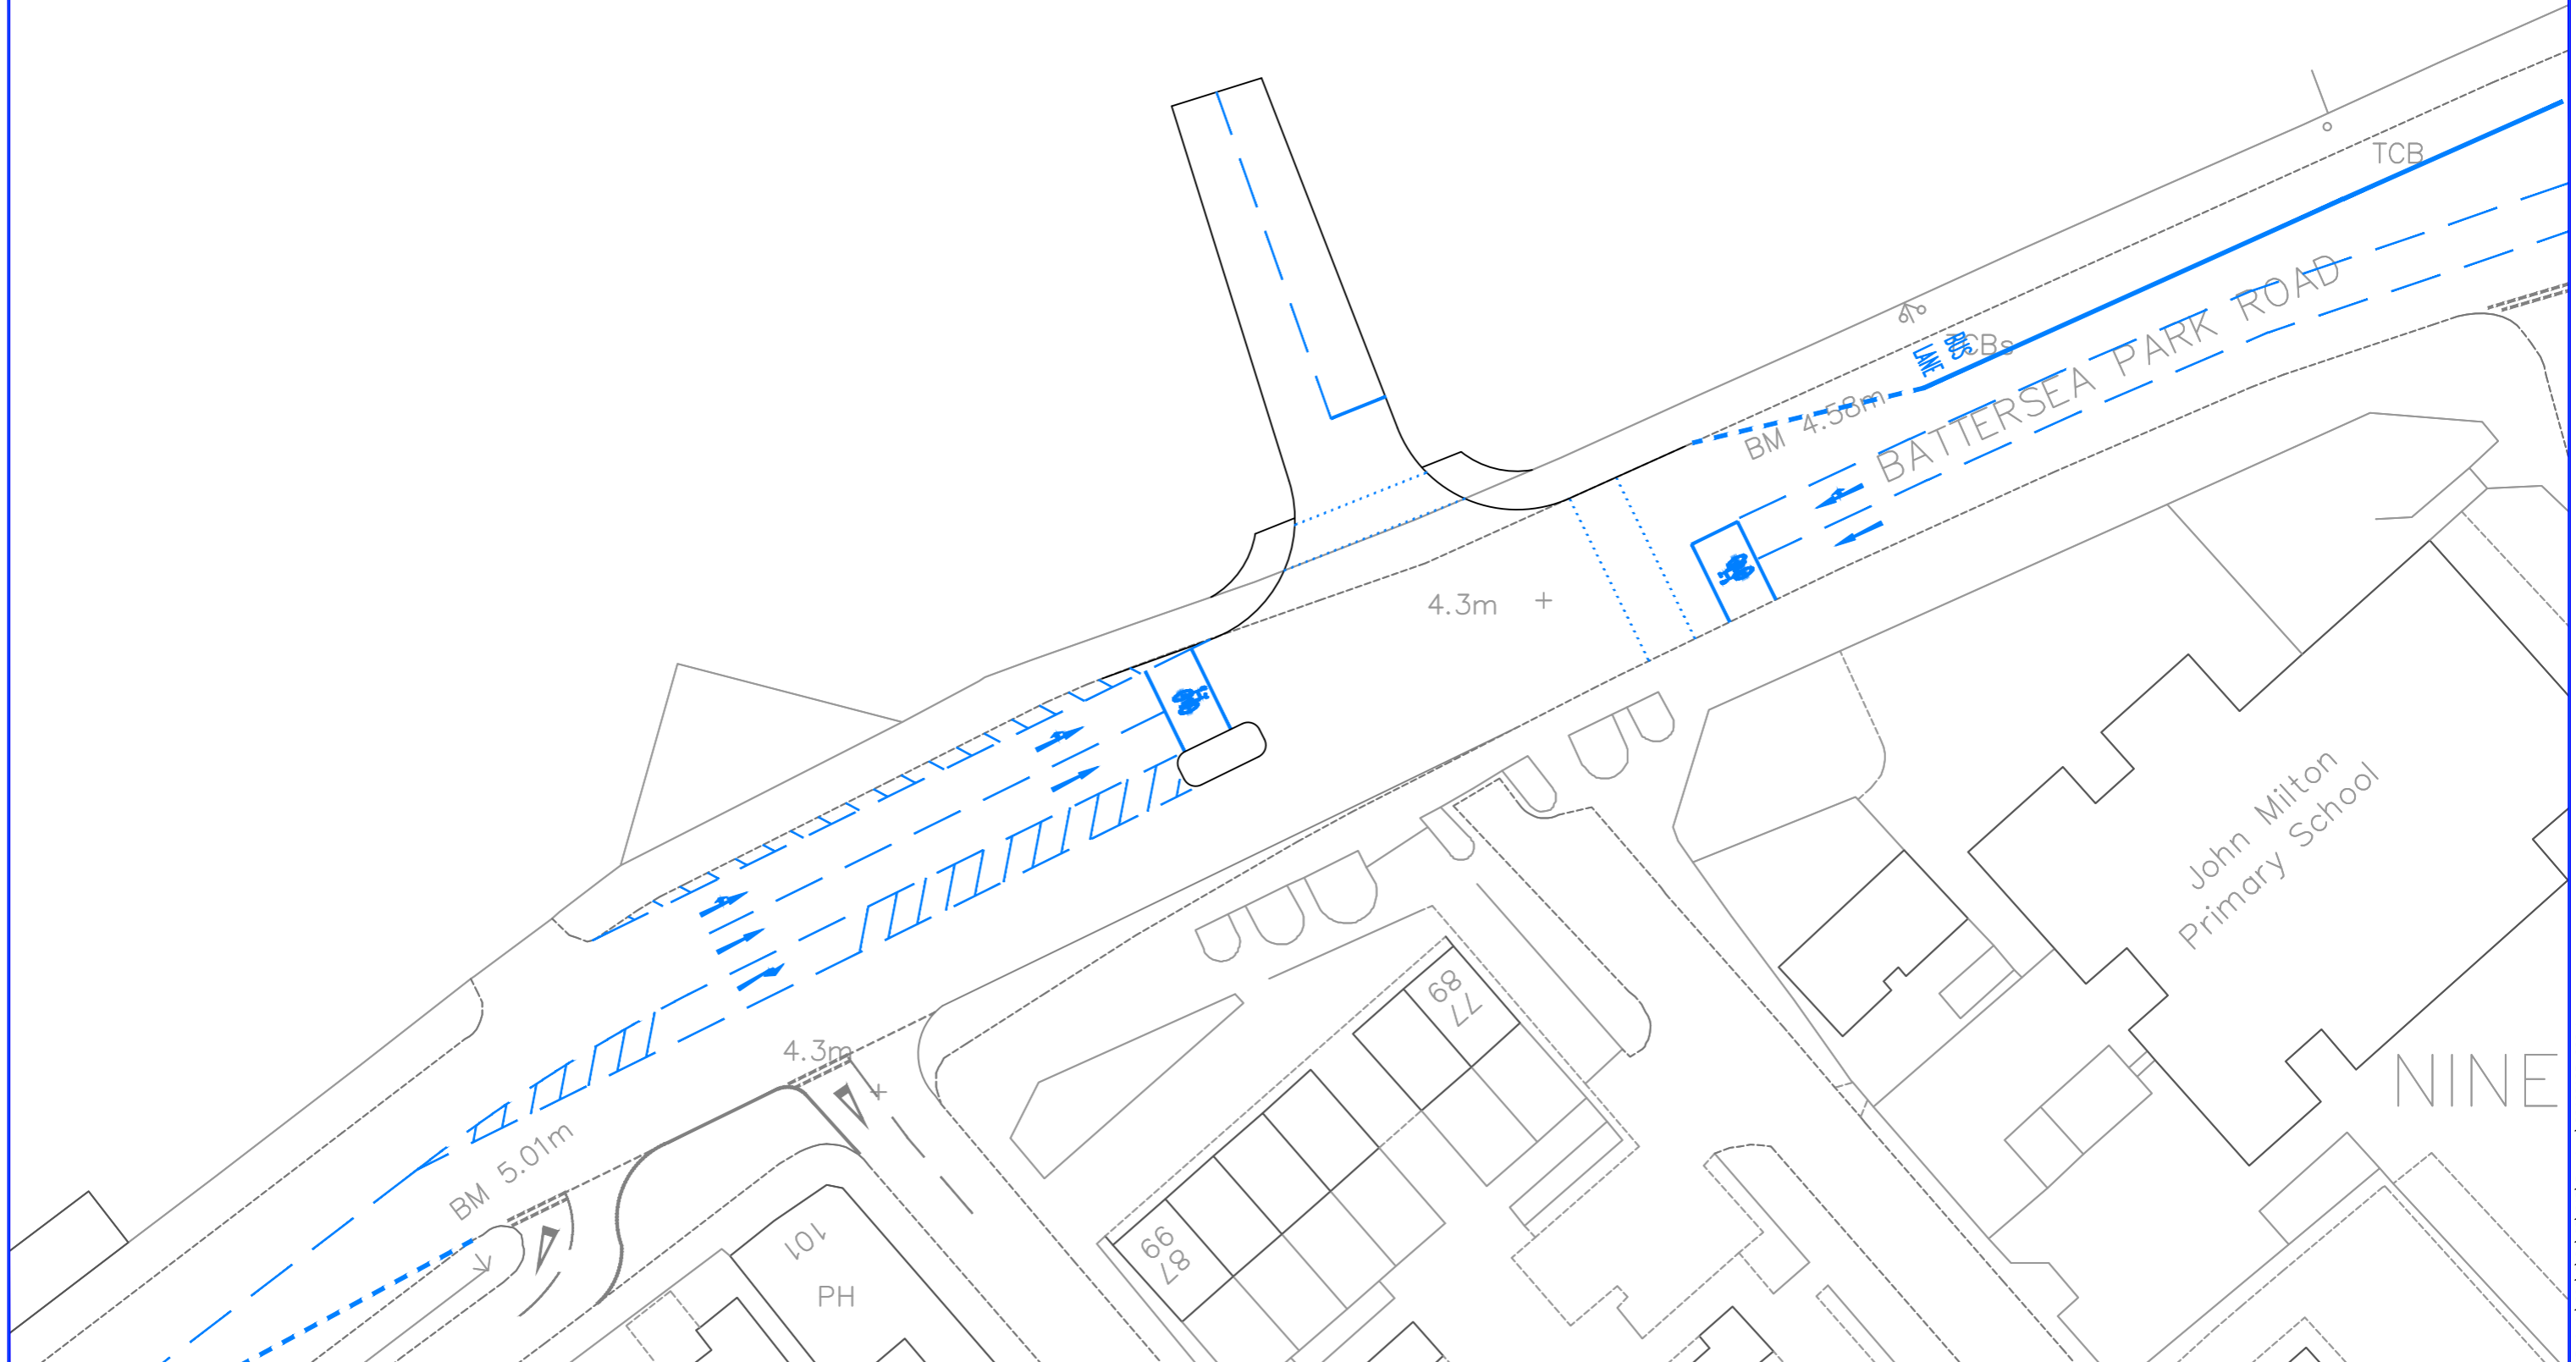 TCB
TCBs
BUS
LANE
BATTERSEA PARK ROAD
BM 4.58m
4.3m
John Milton
Primary School
89
77
4.3m
NINE
BM 5.01m
101
PH
99
87